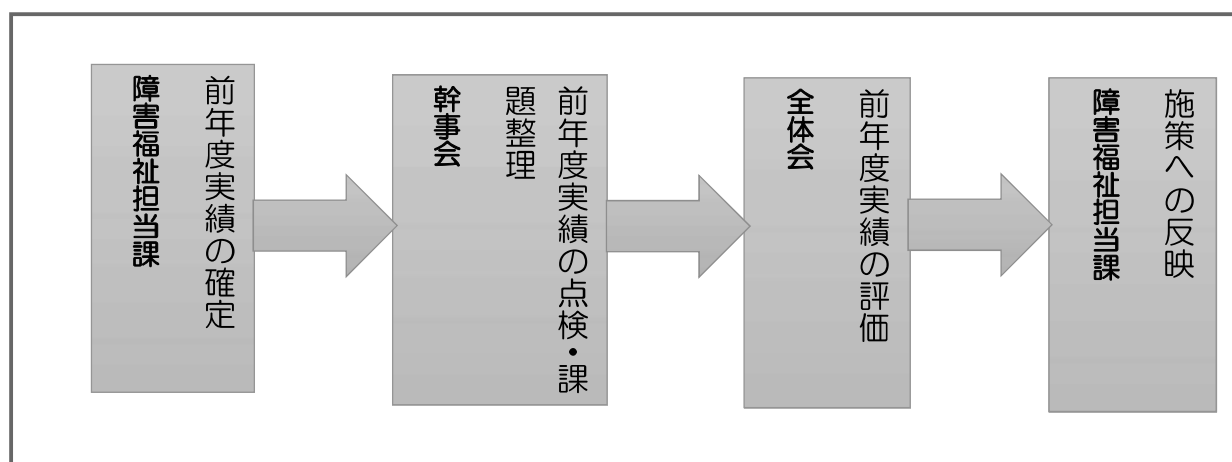 前年度実績の確定
障害福祉担当課
前年度実績の点検・課
題整理
幹事会
前年度実績の評価
全体会
施策への反映
障害福祉担当課